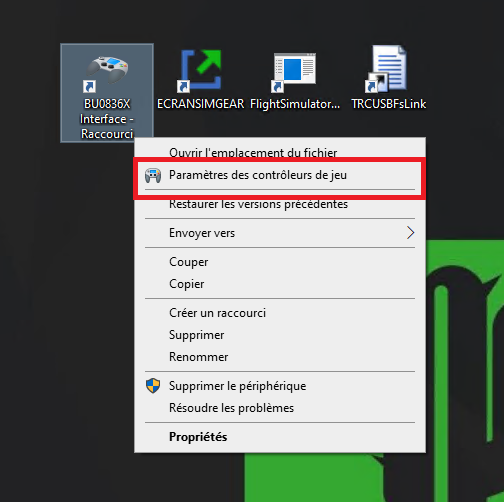 BU0836X
Interface -
Raccourci
ECRANSIMGEAR
FlightSimulator...
TRCUSBFsLink
Ouvrir l'emplacement du fichier
Paramètres des contrôleurs de jeu
Restaurer les versions précédentes
Envoyer vers
Couper
Copier
Créer un raccourci
Supprimer
Renommer
Supprimer le périphérique
Résoudre les problèmes
Propriétés